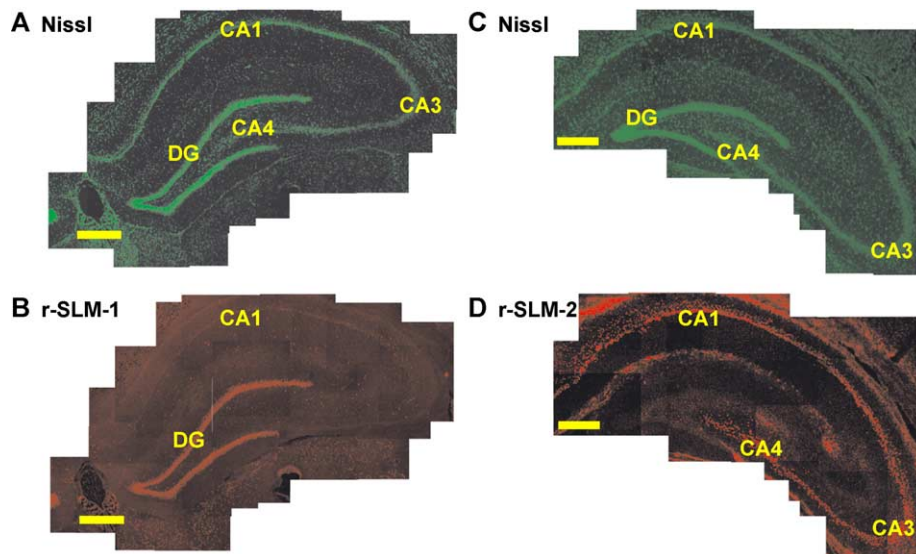 A Nissl
CA1
CA3
CA4
DG
B r-SLM-1
CA1
DG
C Nissl
CA1
DG
CA4
CA3
D r-SLM-2
CA1
CA4
CA3